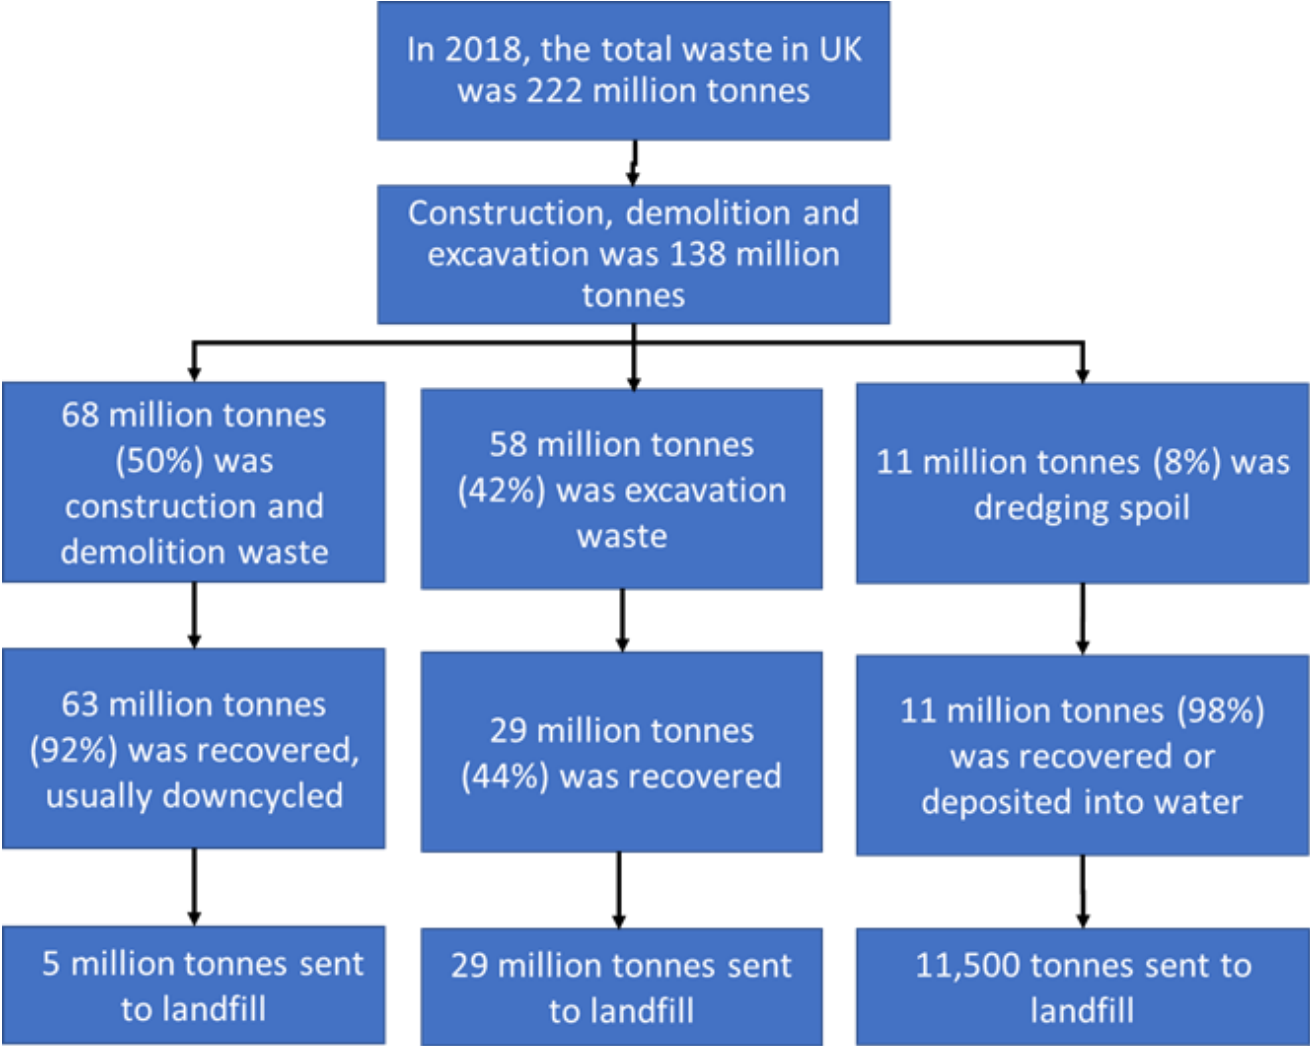 In 2018, the total waste in UK
was 222 million tonnes
Construction, demolition and
excavation was 138 million
tonnes
68 million tonnes
(50%) was
construction and
demolition waste
58 million tonnes
(42%) was excavation
waste
11 million tonnes (8%) was
dredging spoil
63 million tonnes
(92%) was recovered,
usually downcycled
29 million tonnes
(44%) was recovered
11 million tonnes (98%)
was recovered or
deposited into water
5 million tonnes sent
to landfill
29 million tonnes sent
to landfill
11,500 tonnes sent to
landfill